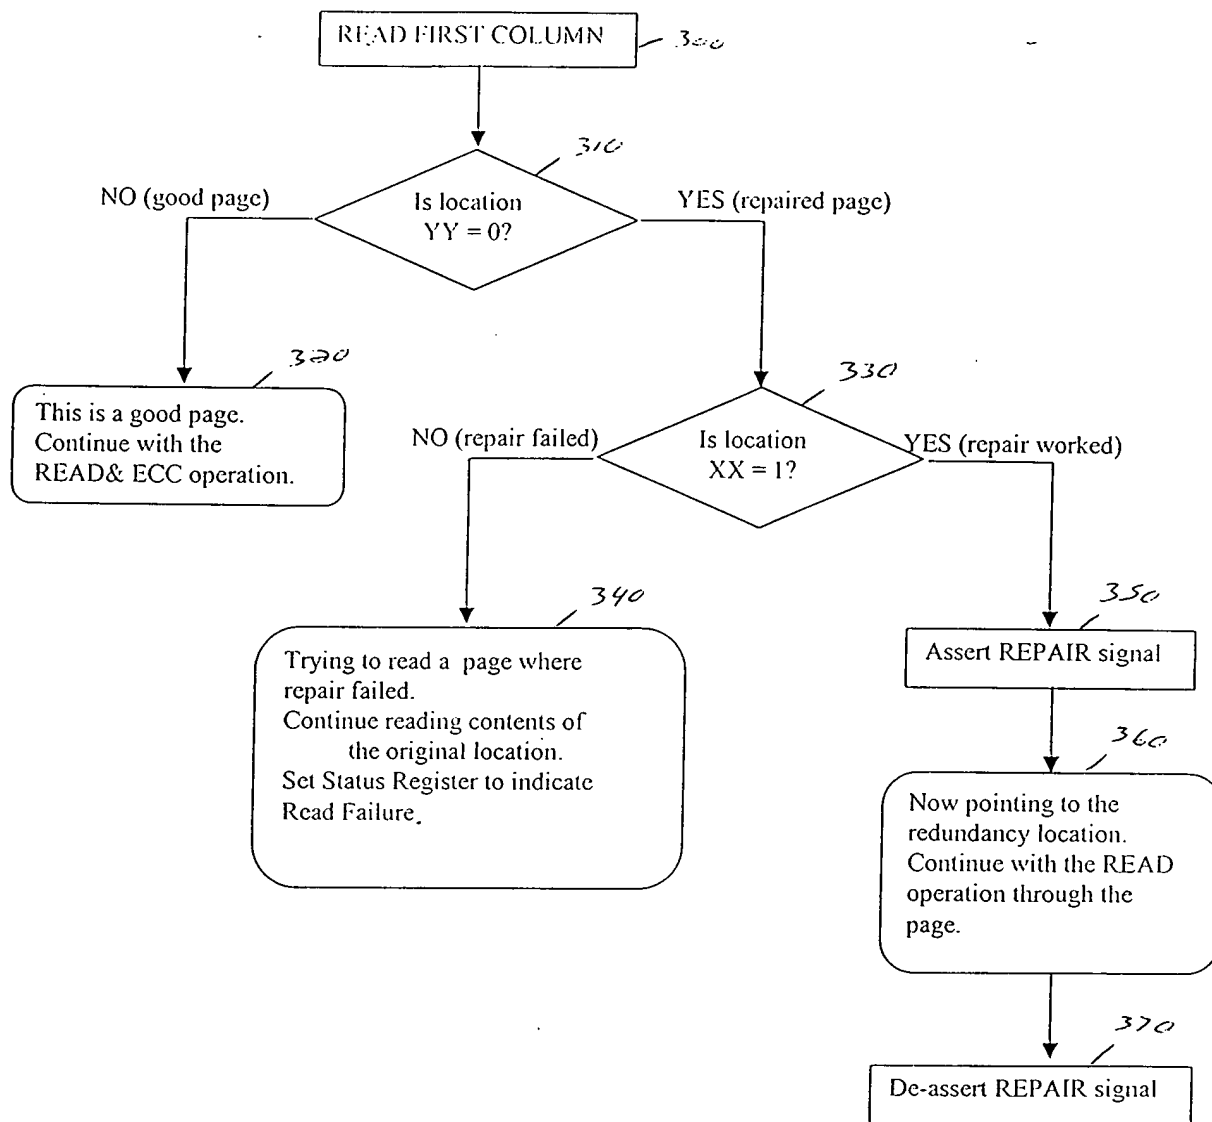 READ FIRST COLUMN
300
310
NO (good page)
Is location
YY = 0?
YES (repaired page)
320
This is a good page.
Continue with the
READ& ECC operation.
330
NO (repair failed)
Is location
XX = 1?
YES (repair worked)
340
Trying to read a page where
repair failed.
Continue reading contents of
the original location.
Set Status Register to indicate
Read Failure.
350
Assert REPAIR signal
360
Now pointing to the
redundancy location.
Continue with the READ
operation through the
page.
370
De-assert REPAIR signal